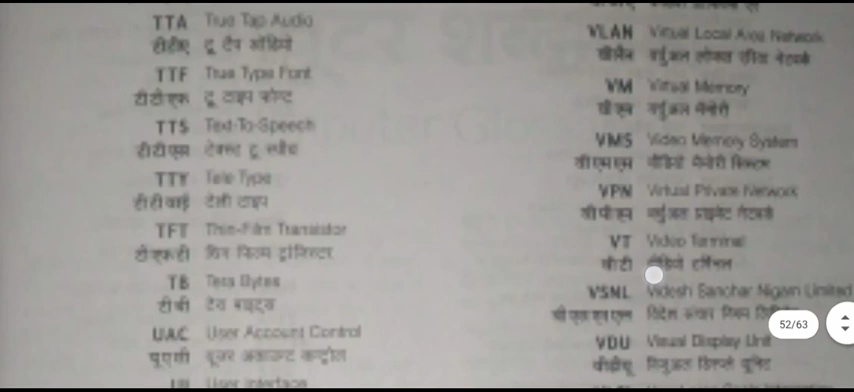 TTA True Tap Audio
टीटीए ट्रू टैप ऑडियो
TTF True Type Font
टीटीएफ ट्रू टाइप फोन्ट
TTS Text-To-Speech
टीटीएस टेक्स्ट टू स्पीच
TTY Tele Type
टीटीवाई टेली टाइप
TFT Thin-Film Transistor
टीएफटी थिन फिल्म ट्रांजिस्टर
TB Tera Bytes
टीबी टेरा बाइट्स
UAC User Account Control
यूएसी यूजर अकाउन्ट कन्ट्रोल
UI User Interface
VLAN Virtual Local Area Network
वीलैन वर्चुअल लोकल एरिया नेटवर्क
VM Virtual Memory
वीएम वर्चुअल मेमोरी
VMS Video Memory System
वीएमएस वीडियो मेमोरी सिस्टम
VPN Virtual Private Network
वीपीएन वर्चुअल प्राइवेट नेटवर्क
VT Video Terminal
वीटी वीडियो टर्मिनल
VSNL Videsh Sanchar Nigam Limited
वीएसएनएल विदेश संचार निगम
52/63
VDU Visual Display Unit
वीडीयू विजुअल डिस्प्ले यूनिट